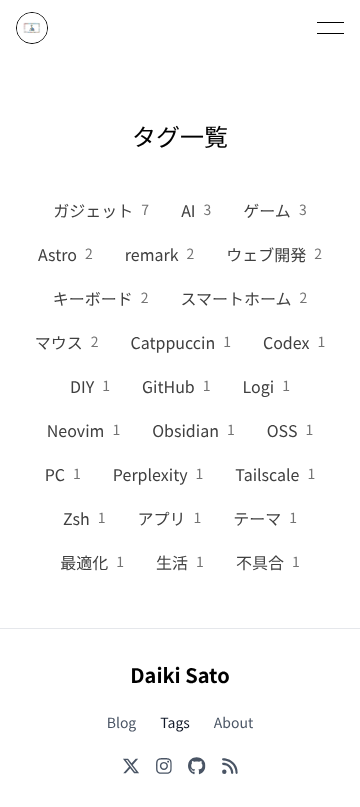 タグ一覧
ガジェット 7 AI 3 ゲーム 3
Astro 2 remark 2 ウェブ開発 2
キーボード 2 スマートホーム 2
マウス 2 Catppuccin 1 Codex 1
DIY 1 GitHub 1 Logi 1
Neovim 1 Obsidian 1 OSS 1
PC 1 Perplexity 1 Tailscale 1
Zsh 1 アプリ 1 テーマ 1
最適化 1 生活 1 不具合 1
Daiki Sato
Blog Tags About